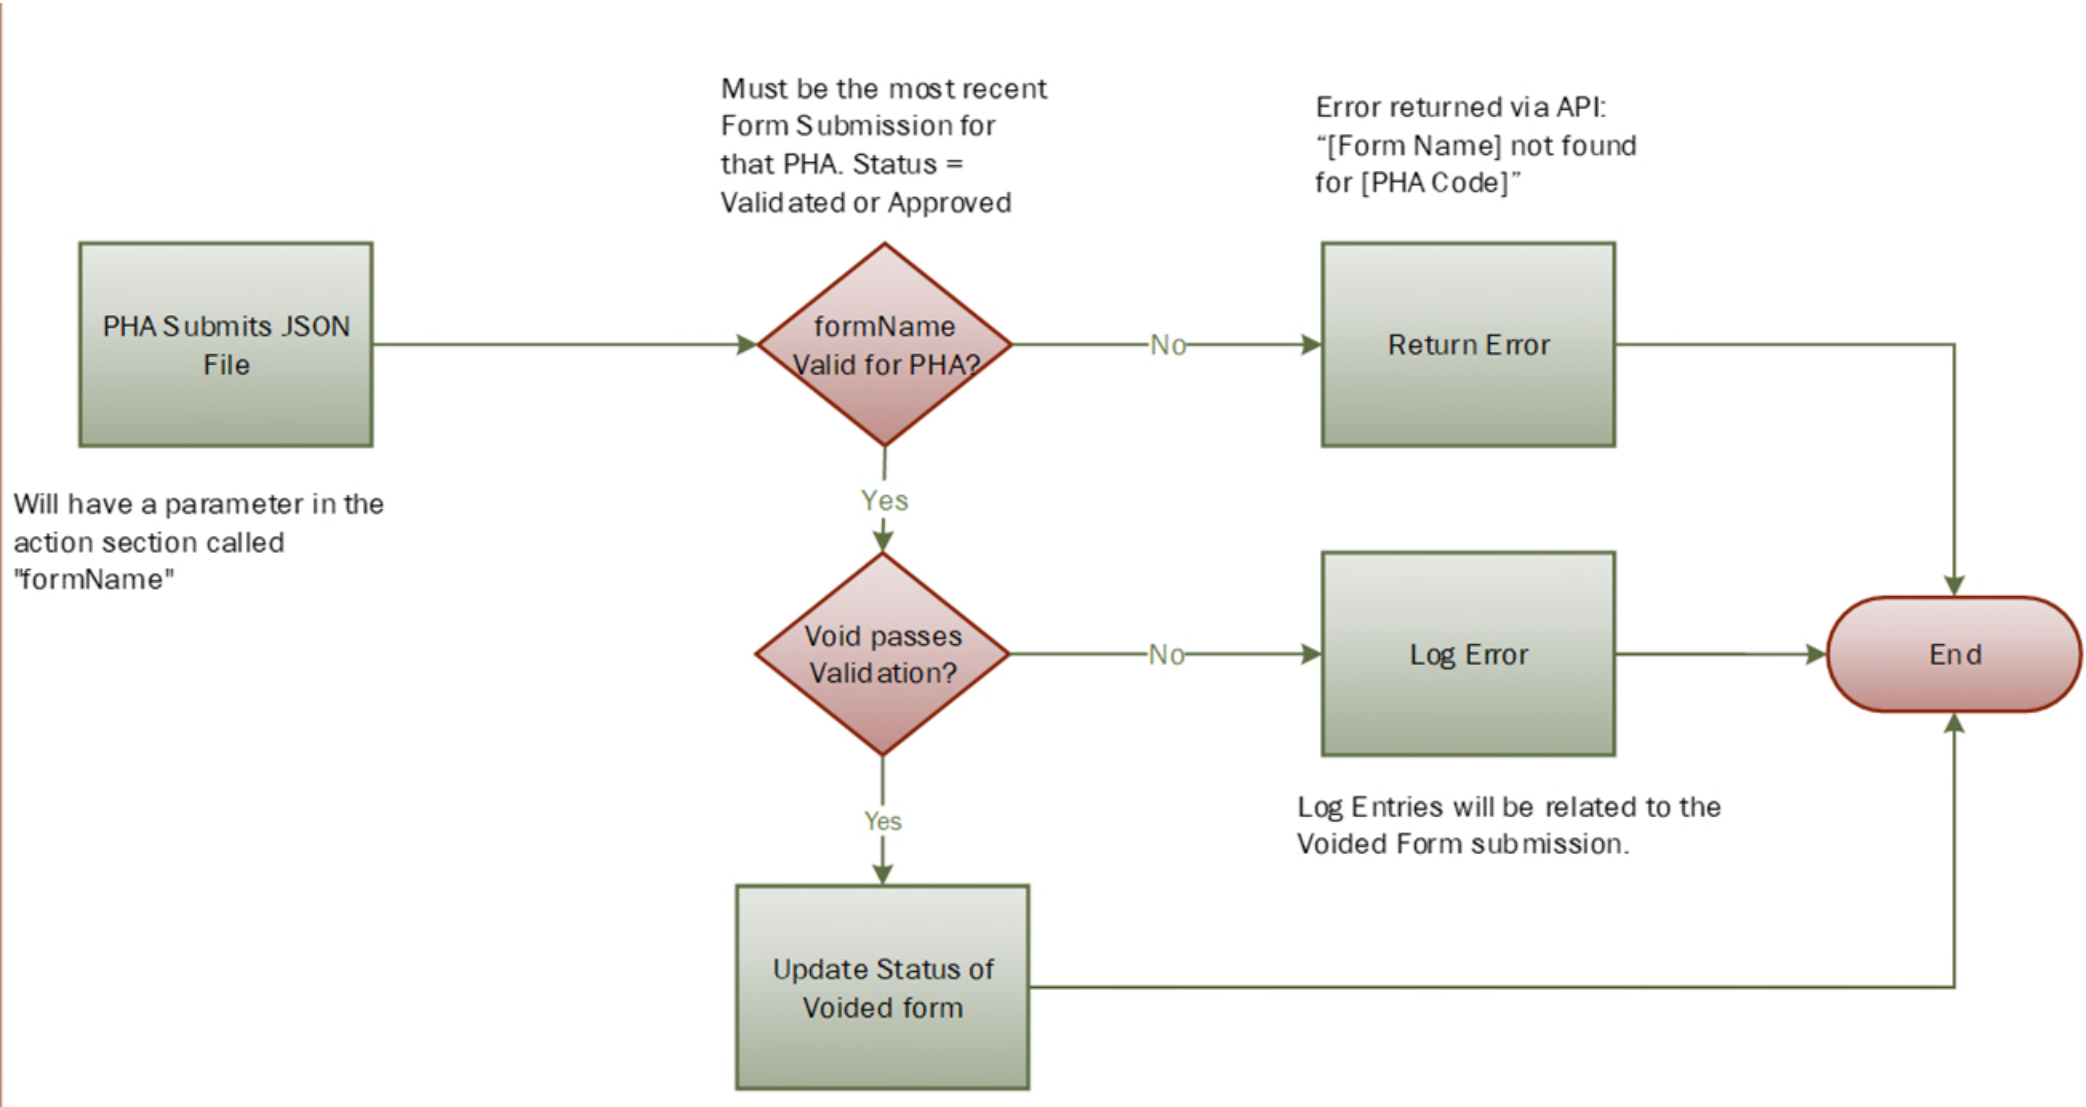 Must be the most recent
Form Submission for
that PHA. Status =
Validated or Approved
Error returned via API:
“[Form Name] not found
for [PHA Code]”
PHA Submits JSON
File
formName
Valid for PHA?
No
Return Error
Will have a parameter in the
action section called
"formName"
Yes
Void passes
Validation?
No
Log Error
End
Log Entries will be related to the
Voided Form submission.
Yes
Update Status of
Voided form